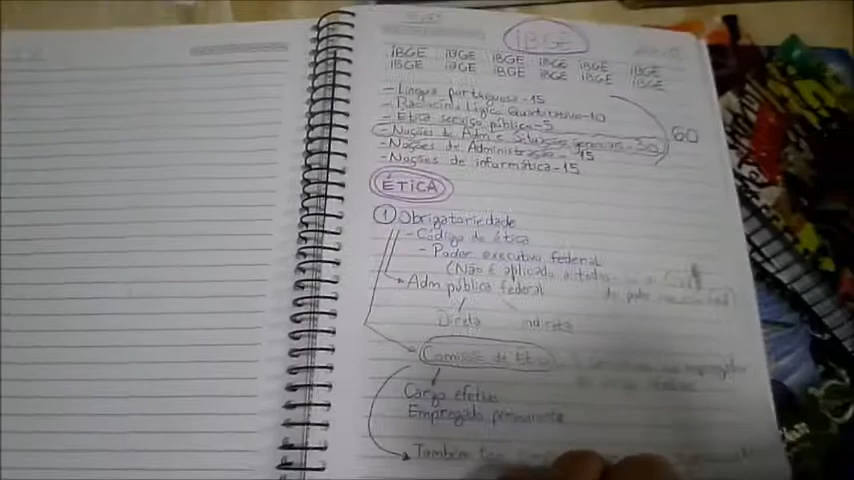 IBGE
IBGE IBGE IBGE IBGE IBGE IBGE
IBGE IBGE IBGE IBGE IBGE IBGE
- Língua portuguesa - 15
- Raciocínio Lógico Quantitativo - 10
- Ética serviço público - 5
60
- Noções de Adm e Situações gerenciais - 30
- Noções de Administração - 15
- Noções de informática - 15
ÉTICA
1 Obrigatoriedade
- Código de ética
- Poder executivo federal
(Não é aplicado a
Adm pública federal
Direta indireta
Comissão de Ética
Cargo efetivo
Empregado permanente
Também